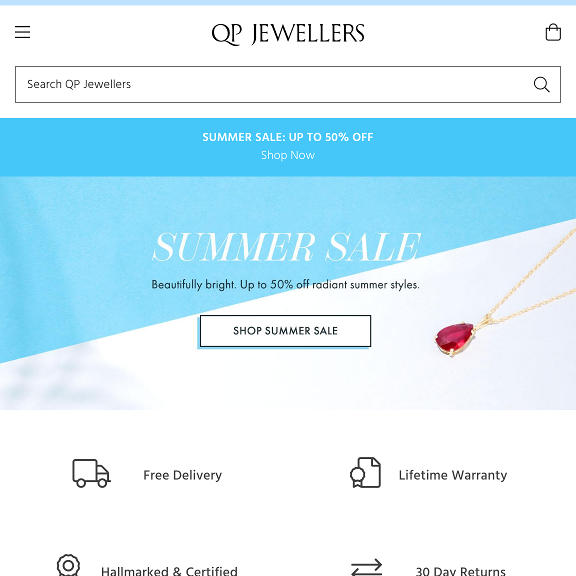 QP JEWELLERS
Search QP Jewellers
SUMMER SALE: UP TO 50% OFF
Shop Now
SUMMER SALE
Beautifully bright. Up to 50% off radiant summer styles.
SHOP SUMMER SALE
Free Delivery
Lifetime Warranty
Hallmarked & Certified
30 Day Returns